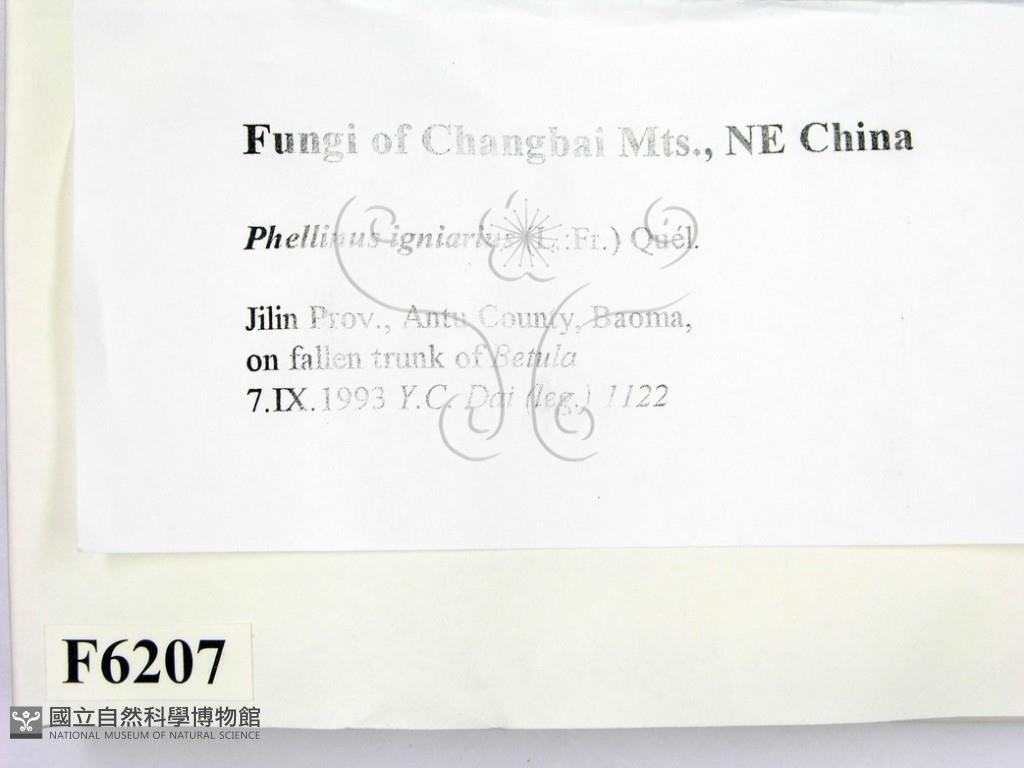 Fungi of Changbai Mts., NE China
Phellinus igniarius (L.:Fr.) Quél.
Jilin Prov., Antu County, Baoma,
on fallen trunk of Betula
7.IX.1993 Y.C. Dai (leg.) 1122
F6207
國立自然科學博物館
NATIONAL MUSEUM OF NATURAL SCIENCE